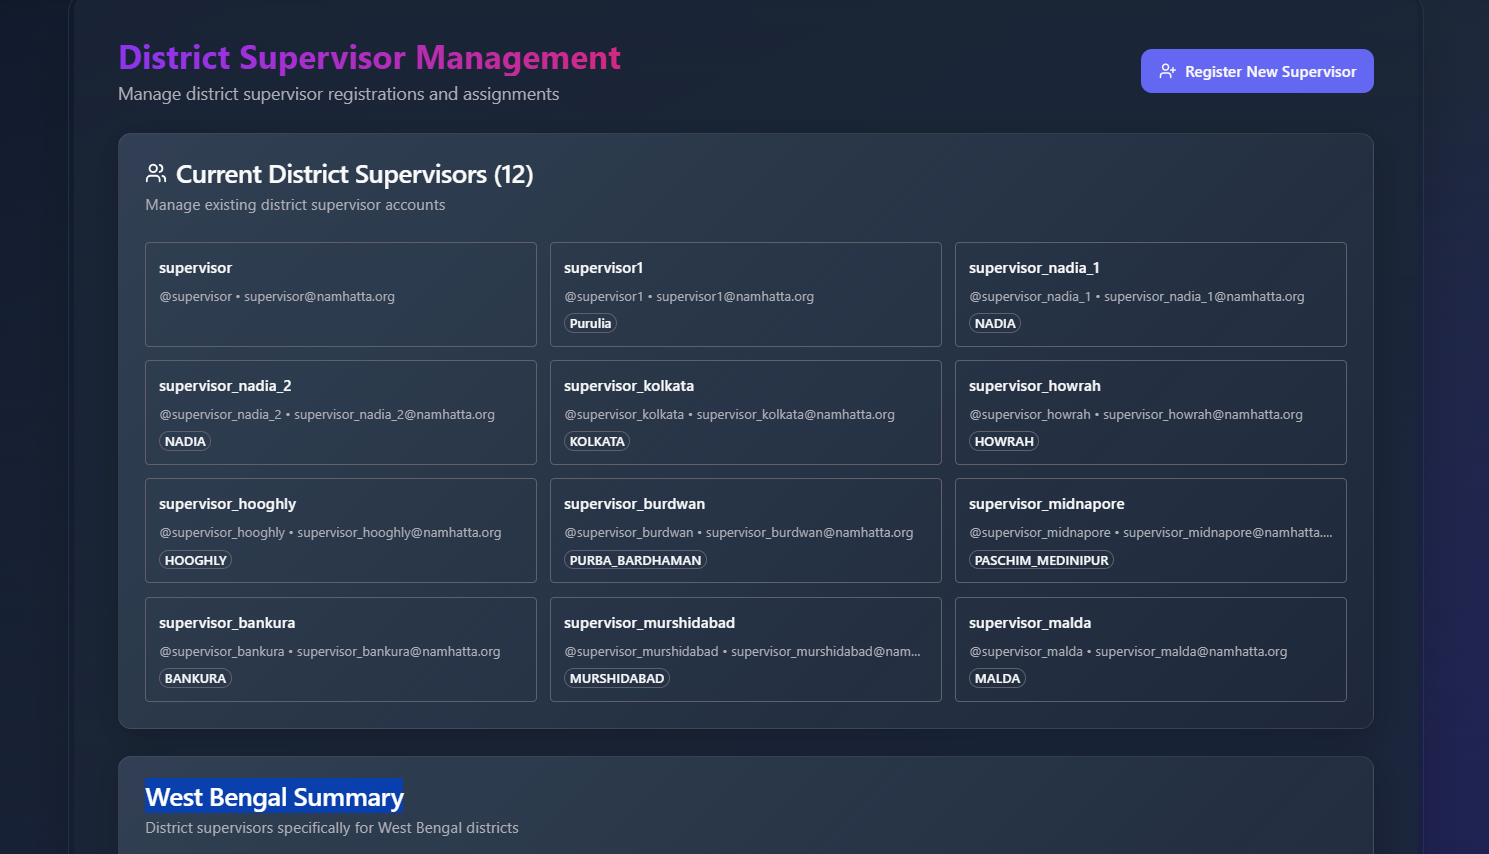 District Supervisor Management
Manage district supervisor registrations and assignments
Register New Supervisor
Current District Supervisors (12)
Manage existing district supervisor accounts
supervisor
@supervisor • supervisor@namhatta.org
supervisor1
@supervisor1 • supervisor1@namhatta.org
Purulia
supervisor_nadia_1
@supervisor_nadia_1 • supervisor_nadia_1@namhatta.org
NADIA
supervisor_nadia_2
@supervisor_nadia_2 • supervisor_nadia_2@namhatta.org
NADIA
supervisor_kolkata
@supervisor_kolkata • supervisor_kolkata@namhatta.org
KOLKATA
supervisor_howrah
@supervisor_howrah • supervisor_howrah@namhatta.org
HOWRAH
supervisor_hooghly
@supervisor_hooghly • supervisor_hooghly@namhatta.org
HOOGHLY
supervisor_burdwan
@supervisor_burdwan • supervisor_burdwan@namhatta.org
PURBA_BARDHAMAN
supervisor_midnapore
@supervisor_midnapore • supervisor_midnapore@namhatta....
PASCHIM_MEDINIPUR
supervisor_bankura
@supervisor_bankura • supervisor_bankura@namhatta.org
BANKURA
supervisor_murshidabad
@supervisor_murshidabad • supervisor_murshidabad@nam...
MURSHIDABAD
supervisor_malda
@supervisor_malda • supervisor_malda@namhatta.org
MALDA
West Bengal Summary
District supervisors specifically for West Bengal districts